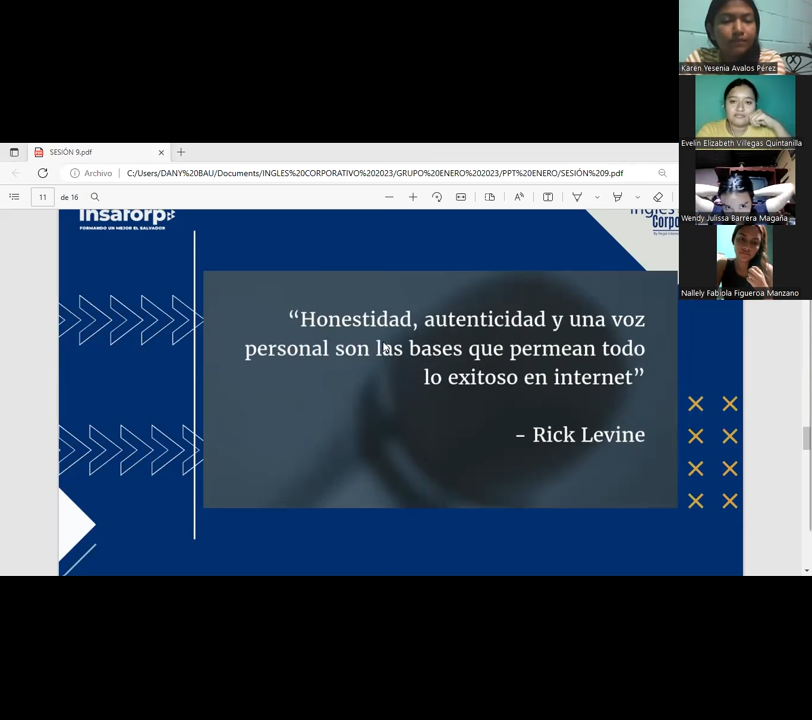 SESIÓN 9.pdf
Archivo
C:/Users/DANY%20BAU/Documents/INGLES%20CORPORATIVO%202023/GRUPO%20ENERO%202023/PPT%20ENERO/SESIÓN%209.pdf
11 de 16
insaforp
FORMANDO UN MEJOR EL SALVADOR
Inglés
Corpo
“Honestidad, autenticidad y una voz
personal son las bases que permean todo
lo exitoso en internet”
- Rick Levine
Karen Yesenia Avalos Pérez
Evelin Elizabeth Villegas Quintanilla
Wendy Julissa Barrera Magaña
Nallely Fabiola Figueroa Manzano